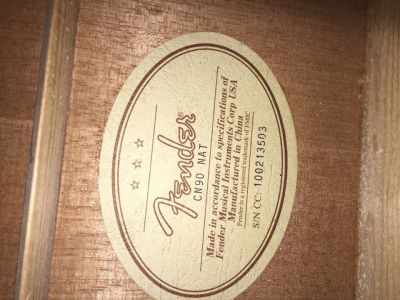 Fender
CN90 NAT
Made in accordance to specifications of
Fender Musical Instruments Corp USA
Manufactured in China
Fender is a registered trademark of FMIC
S/N CC: 100213503